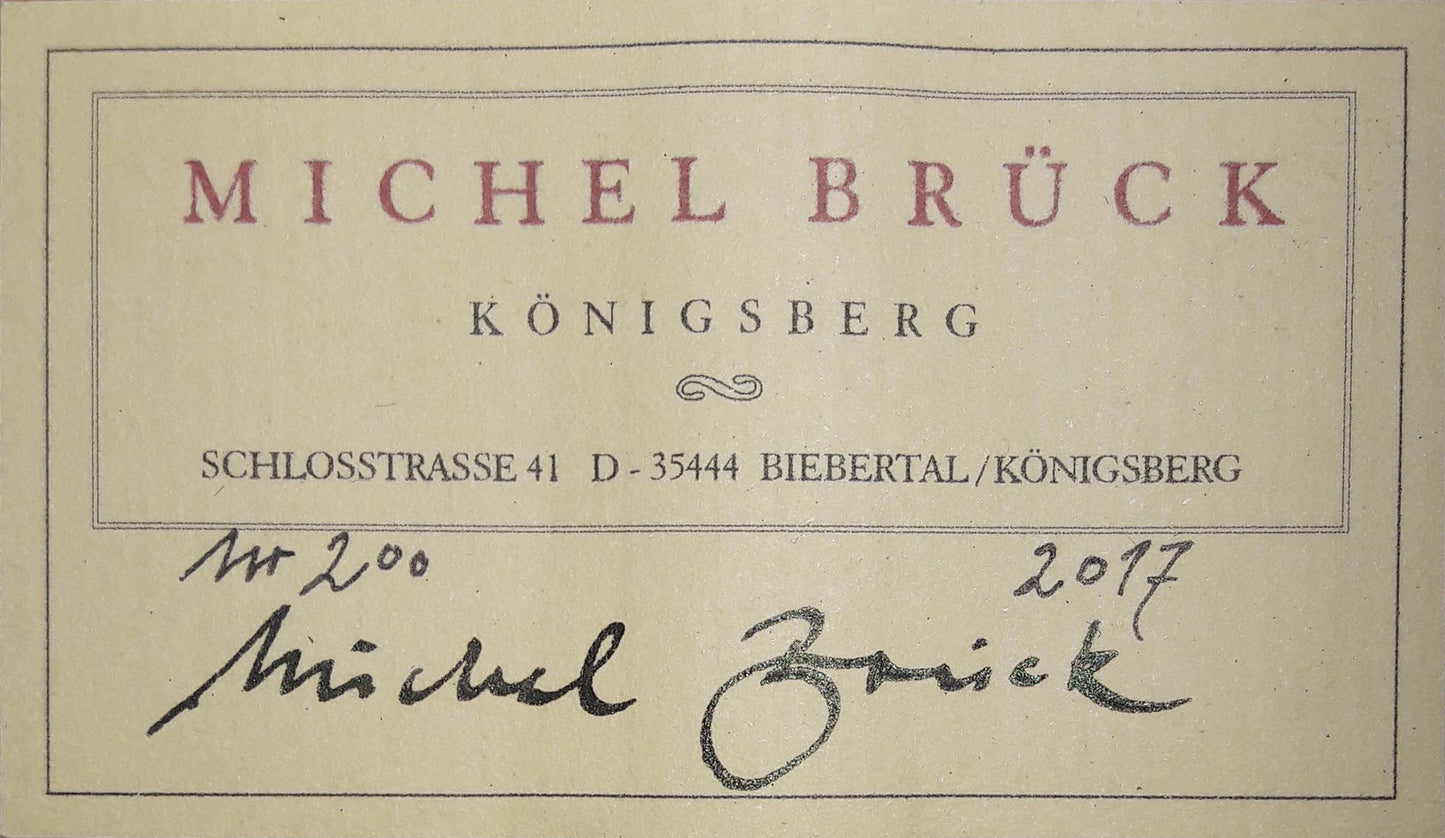 MICHEL BRÜCK
KÖNIGSBERG
SCHLOSSTRASSE 41 D - 35444 BIEBERTAL/KÖNIGSBERG
Nr 200 2017
Michel Brück